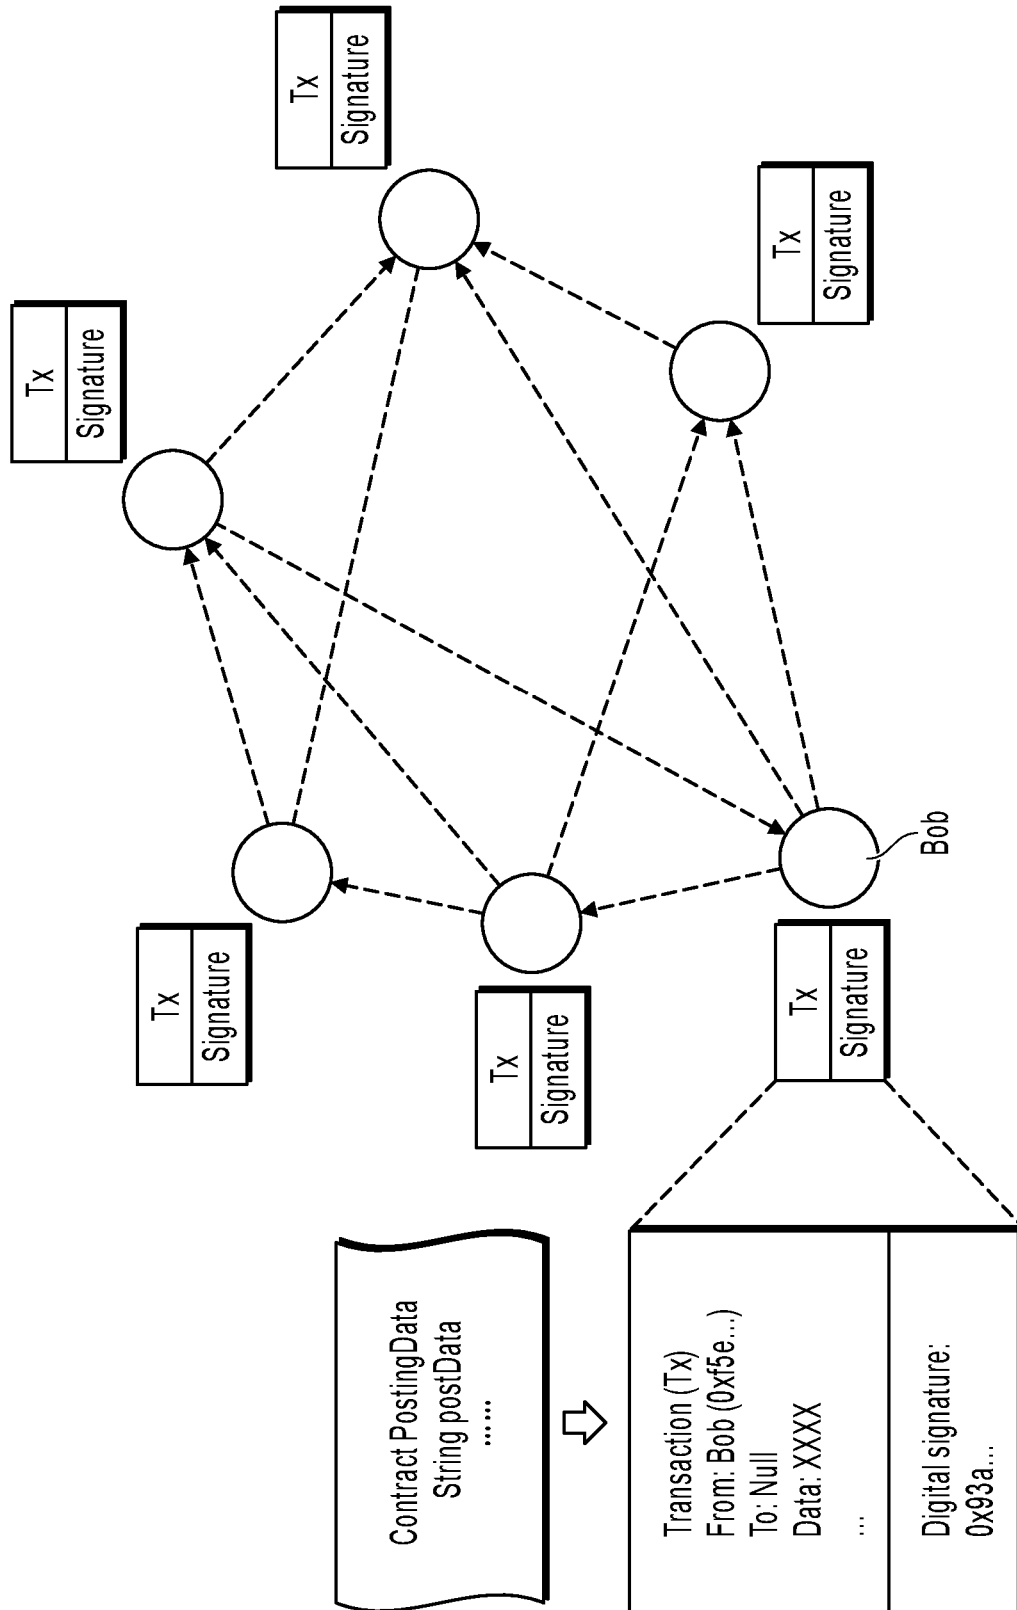 Contract PostingData
String postData
......
Transaction (Tx)
From: Bob (0xf5e...)
To: Null
Data: XXXX
...
Digital signature:
0x93a...
Tx
Signature
Tx
Signature
Tx
Signature
Bob
Tx
Signature
Tx
Signature
Tx
Signature